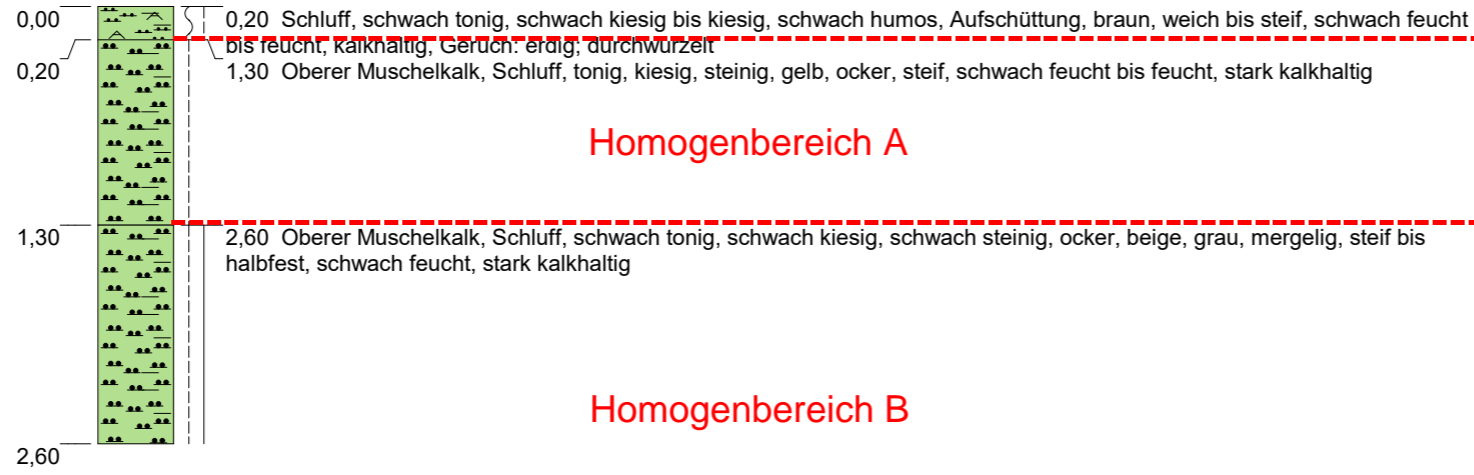 0,00
0,20 Schluff, schwach tonig, schwach kiesig bis kiesig, schwach humos, Aufschüttung, braun, weich bis steif, schwach feucht
bis feucht, kalkhaltig, Geruch: erdig; durchwurzelt
0,20
1,30 Oberer Muschelkalk, Schluff, tonig, kiesig, steinig, gelb, ocker, steif, schwach feucht bis feucht, stark kalkhaltig
Homogenbereich A
1,30
2,60 Oberer Muschelkalk, Schluff, schwach tonig, schwach kiesig, schwach steinig, ocker, beige, grau, mergelig, steif bis
halbfest, schwach feucht, stark kalkhaltig
Homogenbereich B
2,60